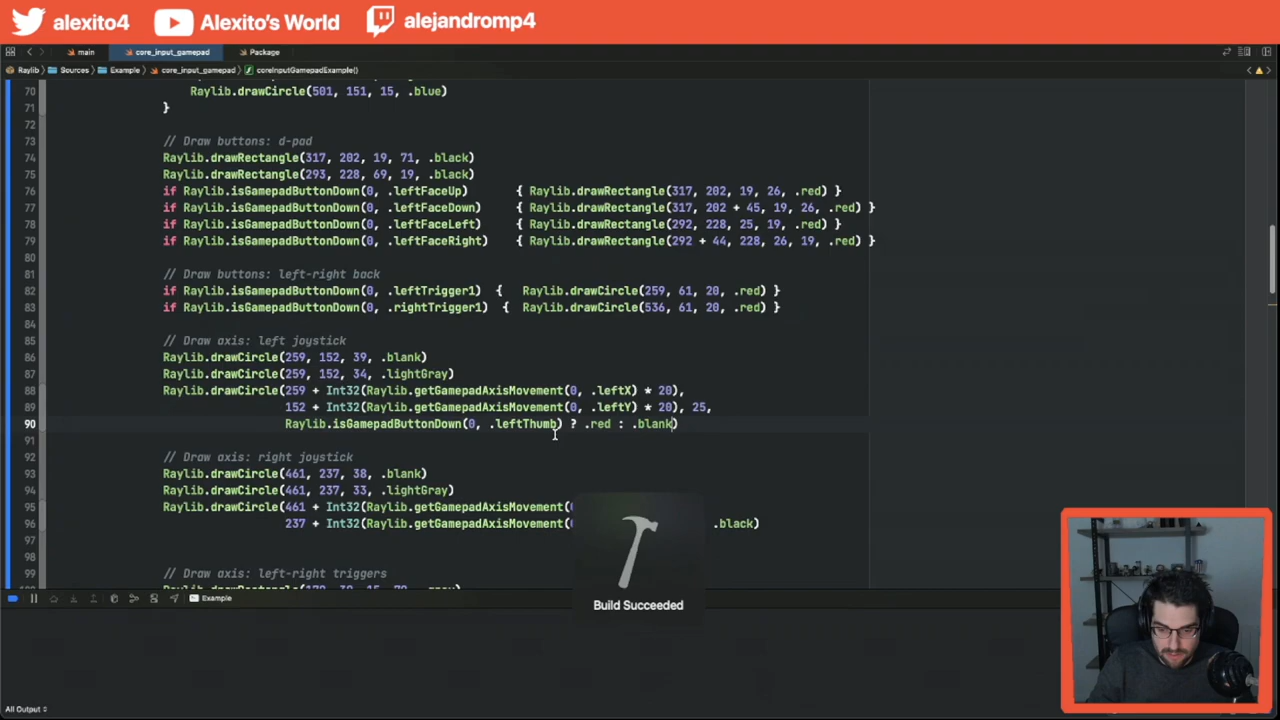 alexito4
Alexito's World
alejandromp4
main
core_input_gamepad
Package
Raylib
Sources
Example
core_input_gamepad
coreInputGamepadExample()
70 Raylib.drawCircle(501, 151, 15, .blue)
71 }
72
73 // Draw buttons: d-pad
74 Raylib.drawRectangle(317, 202, 19, 71, .black)
75 Raylib.drawRectangle(293, 228, 69, 19, .black)
76 if Raylib.isGamepadButtonDown(0, .leftFaceUp) { Raylib.drawRectangle(317, 202, 19, 26, .red) }
77 if Raylib.isGamepadButtonDown(0, .leftFaceDown) { Raylib.drawRectangle(317, 202 + 45, 19, 26, .red) }
78 if Raylib.isGamepadButtonDown(0, .leftFaceLeft) { Raylib.drawRectangle(292, 228, 25, 19, .red) }
79 if Raylib.isGamepadButtonDown(0, .leftFaceRight) { Raylib.drawRectangle(292 + 44, 228, 26, 19, .red) }
80
81 // Draw buttons: left-right back
82 if Raylib.isGamepadButtonDown(0, .leftTrigger1) { Raylib.drawCircle(259, 61, 20, .red) }
83 if Raylib.isGamepadButtonDown(0, .rightTrigger1) { Raylib.drawCircle(536, 61, 20, .red) }
84
85 // Draw axis: left joystick
86 Raylib.drawCircle(259, 152, 39, .blank)
87 Raylib.drawCircle(259, 152, 34, .lightGray)
88 Raylib.drawCircle(259 + Int32(Raylib.getGamepadAxisMovement(0, .leftX) * 20),
89 152 + Int32(Raylib.getGamepadAxisMovement(0, .leftY) * 20), 25,
90 Raylib.isGamepadButtonDown(0, .leftThumb) ? .red : .blank)
91
92 // Draw axis: right joystick
93 Raylib.drawCircle(461, 237, 38, .blank)
94 Raylib.drawCircle(461, 237, 33, .lightGray)
95 Raylib.drawCircle(461 + Int32(Raylib.getGamepadAxisMovement(
96 237 + Int32(Raylib.getGamepadAxisMovement( .black)
97
98
99 // Draw axis: left-right triggers
Build Succeeded
Example
All Output